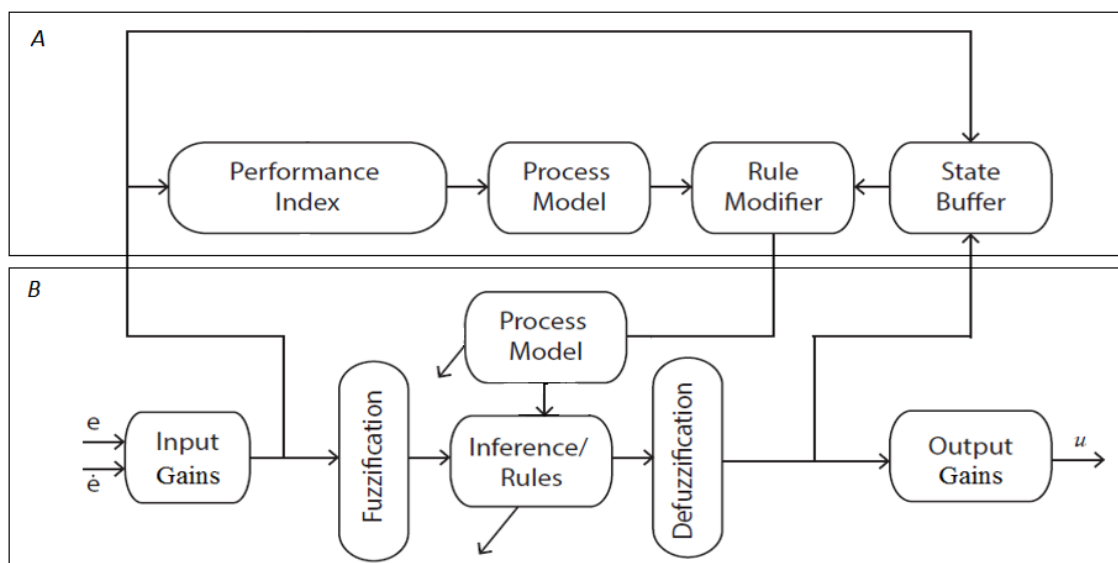 A
Performance
Index
Process
Model
Rule
Modifier
State
Buffer
B
Process
Model
e
ė
Input
Gains
Fuzzification
Inference/
Rules
Defuzzification
Output
Gains
u